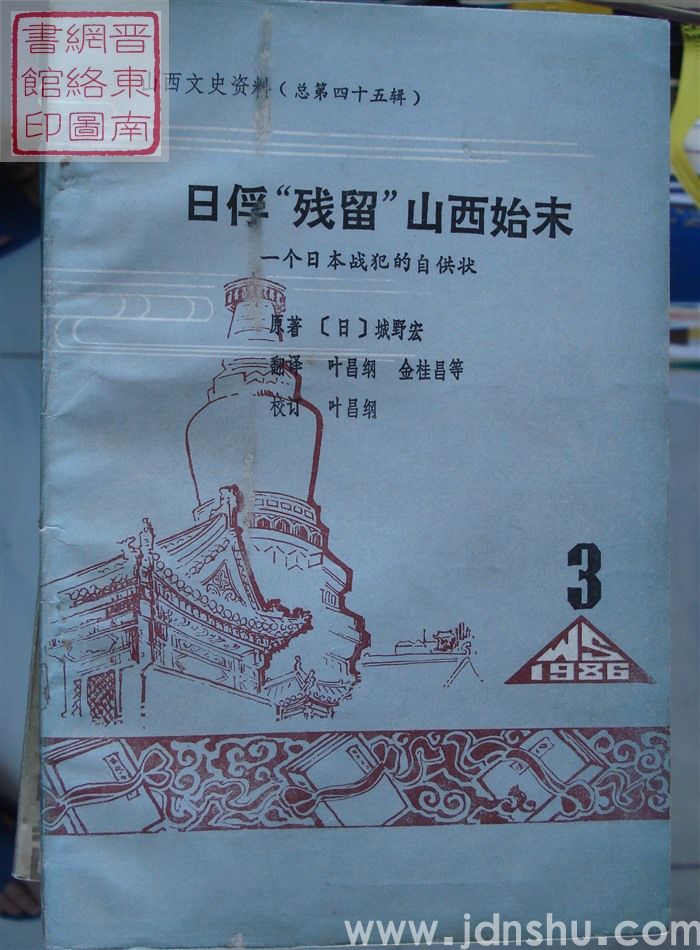 晋东南
網絡圖
書館印
山西文史资料（总第四十五辑）
日俘“残留”山西始末
一个日本战犯的自供状
原著 〔日〕城野宏
翻译 叶昌纲 金桂昌等
校订 叶昌纲
3
WS
1986
www.jdnshu.com